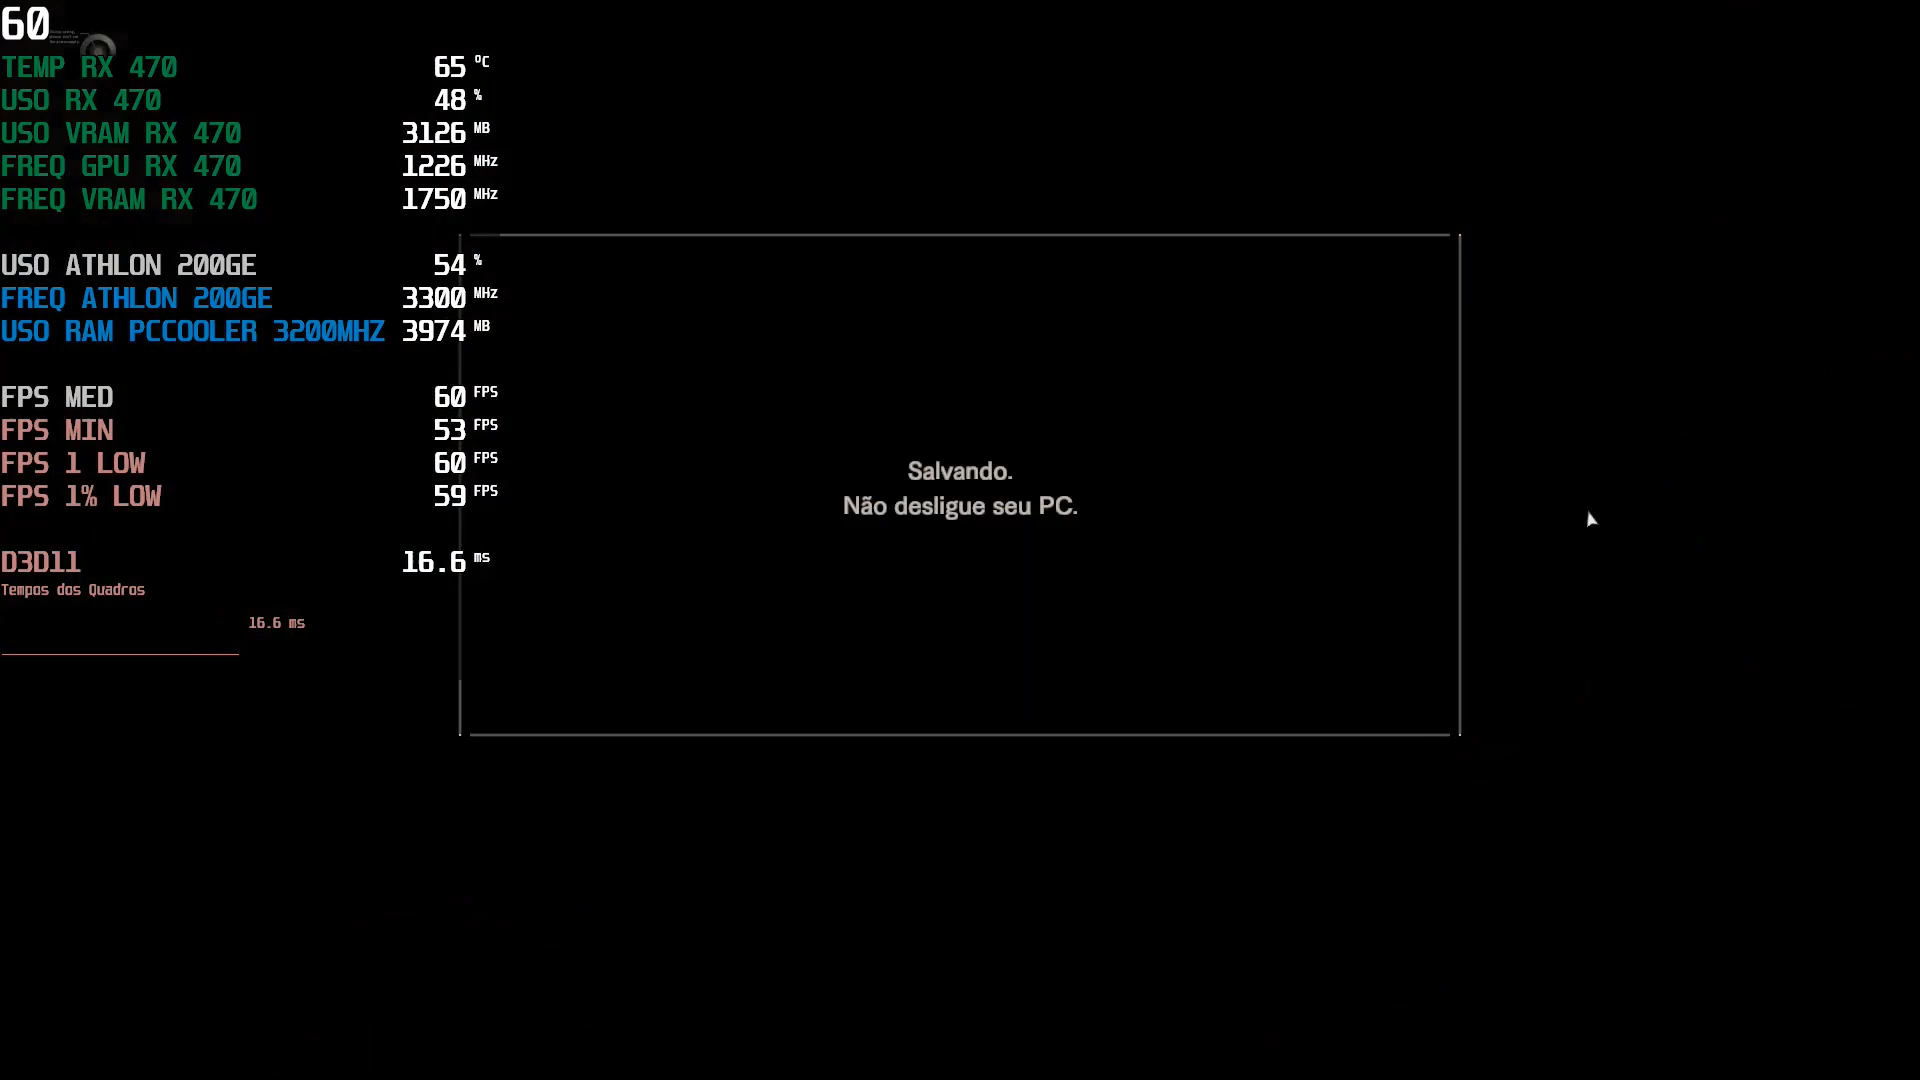 60
TEMP RX 470 65 °C
USO RX 470 48 %
USO VRAM RX 470 3126 MB
FREQ GPU RX 470 1226 MHz
FREQ VRAM RX 470 1750 MHz
USO ATHLON 200GE 54 %
FREQ ATHLON 200GE 3300 MHz
USO RAM PCCOOLER 3200MHZ 3974 MB
FPS MED 60 FPS
FPS MIN 53 FPS
FPS 1 LOW 60 FPS
FPS 1% LOW 59 FPS
D3D11 16.6 ms
Tempos dos Quadros
16.6 ms
Salvando.
Não desligue seu PC.